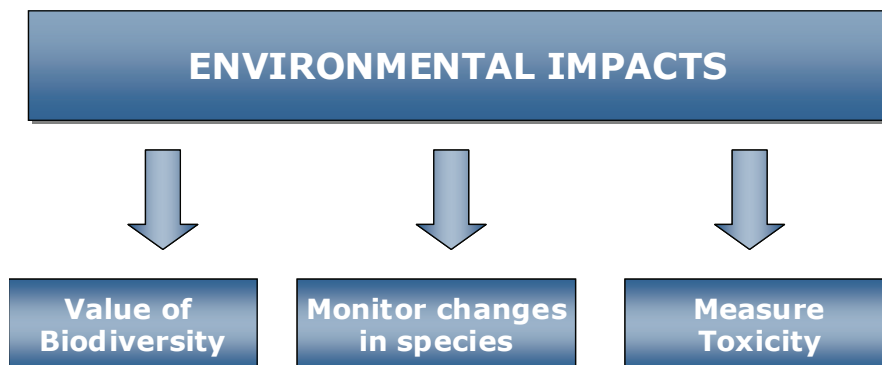 ENVIRONMENTAL IMPACTS
Value of
Biodiversity
Monitor changes
in species
Measure
Toxicity